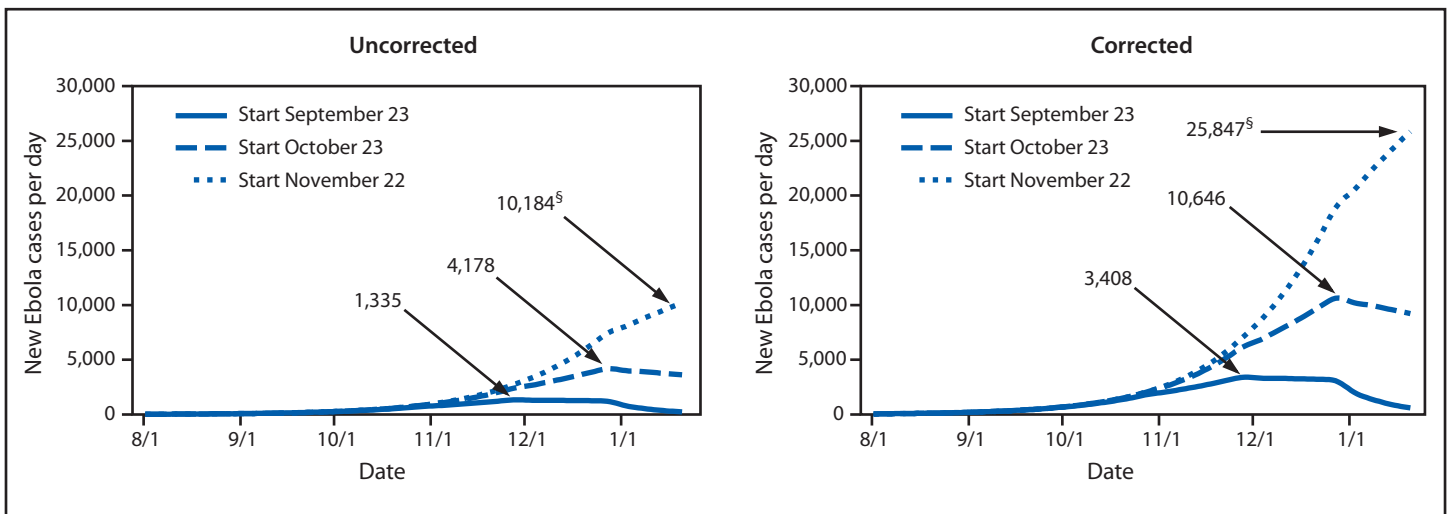 Uncorrected
30,000
25,000
20,000
15,000
10,000
5,000
0
New Ebola cases per day
Start September 23
Start October 23
Start November 22
10,184§
4,178
1,335
8/1 9/1 10/1 11/1 12/1 1/1
Date
Corrected
30,000
25,000
20,000
15,000
10,000
5,000
0
New Ebola cases per day
Start September 23
Start October 23
Start November 22
25,847§
10,646
3,408
8/1 9/1 10/1 11/1 12/1 1/1
Date